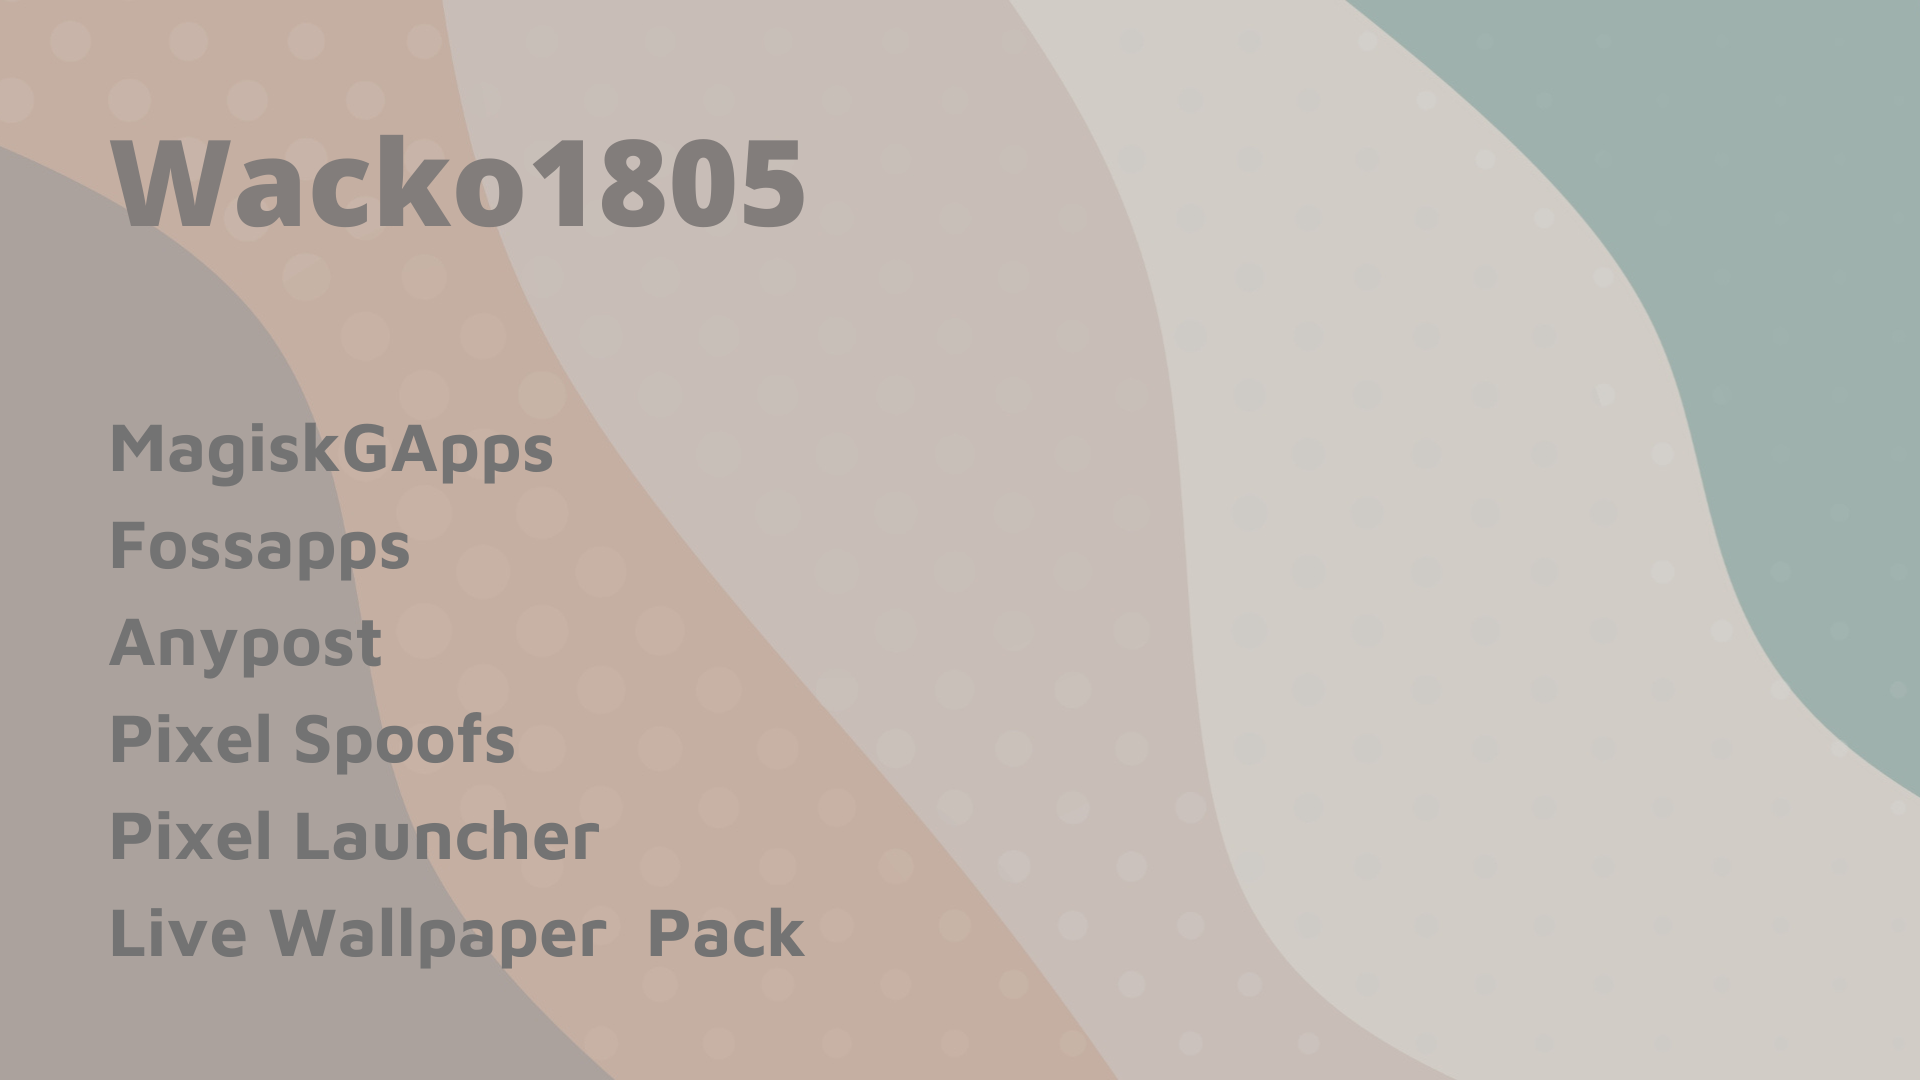 Wacko1805
MagiskGApps
Fossapps
Anypost
Pixel Spoofs
Pixel Launcher
Live Wallpaper  Pack